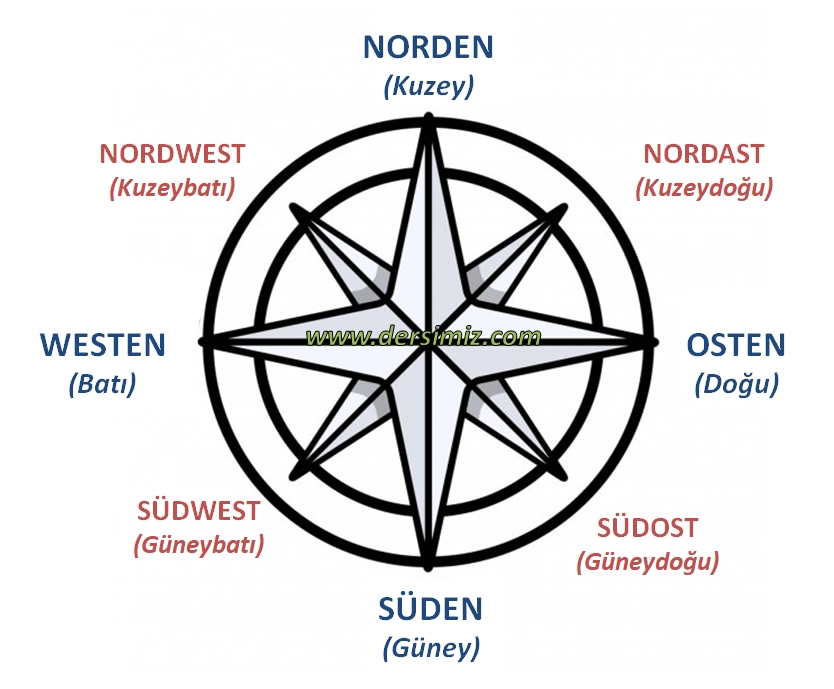 NORDEN
(Kuzey)
NORDWEST
(Kuzeybatı)
NORDAST
(Kuzeydoğu)
WESTEN
(Batı)
www.dersimiz.com
OSTEN
(Doğu)
SÜDWEST
(Güneybatı)
SÜDOST
(Güneydoğu)
SÜDEN
(Güney)